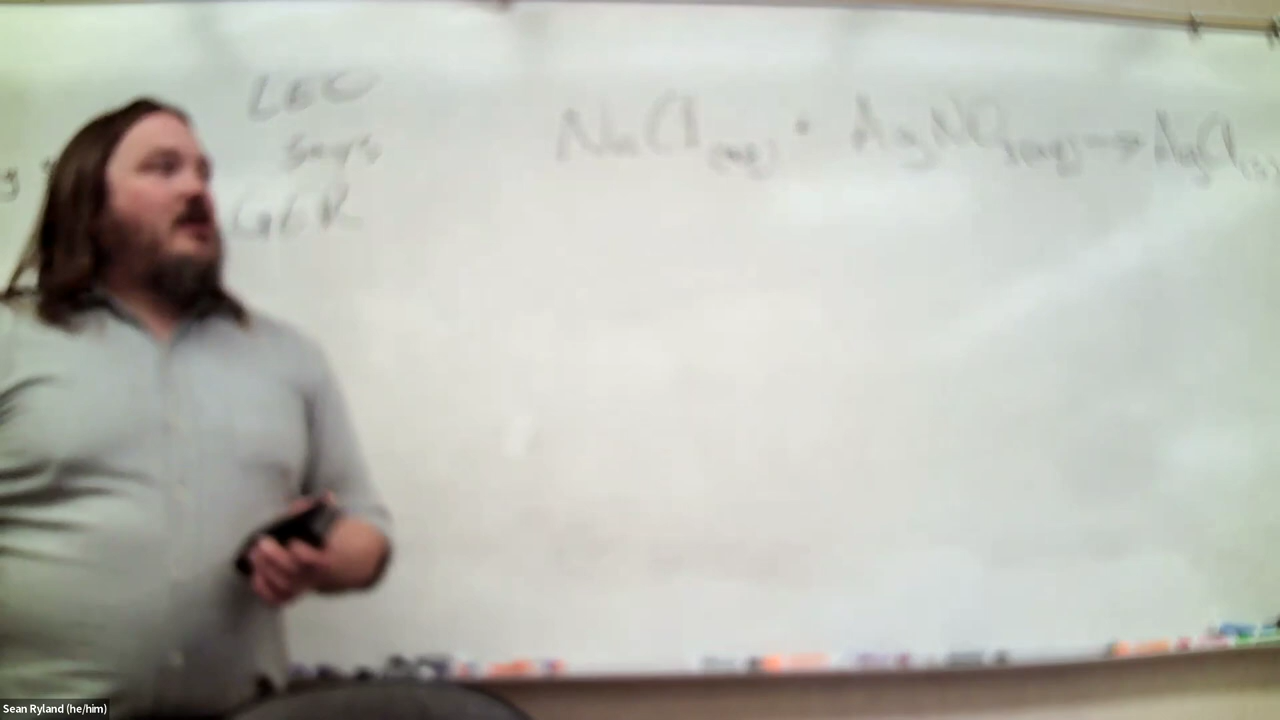 LEO
says
GER
NaCl(aq) + AgNO3(aq) → AgCl(s)
g +
Sean Ryland (he/him)